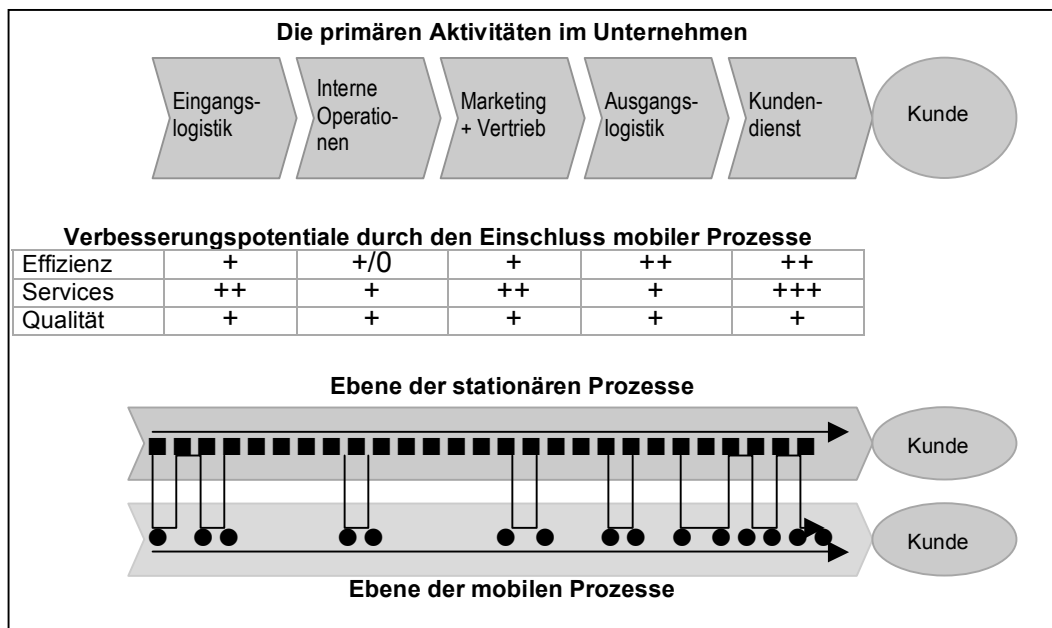 Die primären Aktivitäten im Unternehmen
Eingangs-
logistik
Interne
Operatio-
nen
Marketing
+ Vertrieb
Ausgangs-
logistik
Kunden-
dienst
Kunde
Verbesserungspotentiale durch den Einschluss mobiler Prozesse
Effizienz + +/0 + ++ ++
Services ++ + ++ + +++
Qualität + + + + +
Ebene der stationären Prozesse
Kunde
Kunde
Ebene der mobilen Prozesse